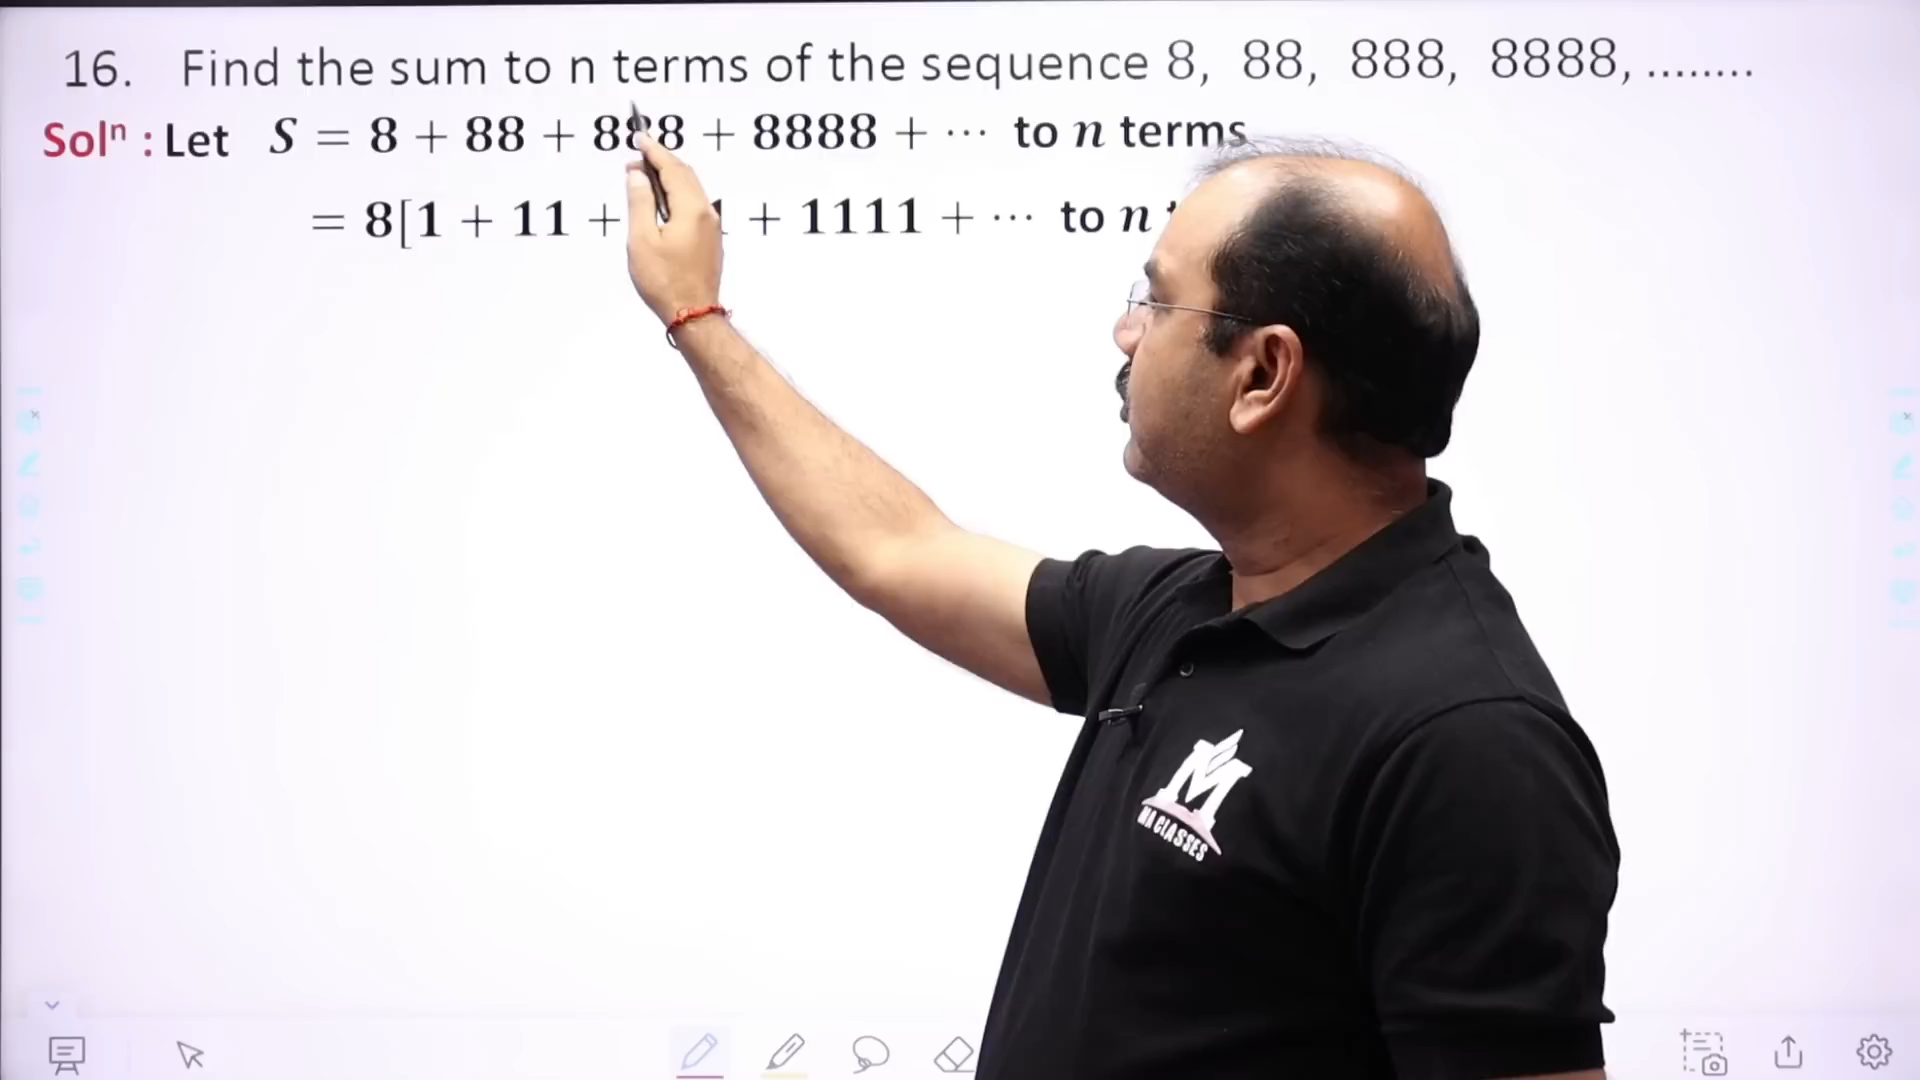 16. Find the sum to n terms of the sequence 8, 88, 888, 8888, ........
Solⁿ : Let S = 8 + 88 + 888 + 8888 + ⋯ to n terms
= 8[1 + 11 + + 1111 + ⋯ to n
M
MA CLASSES